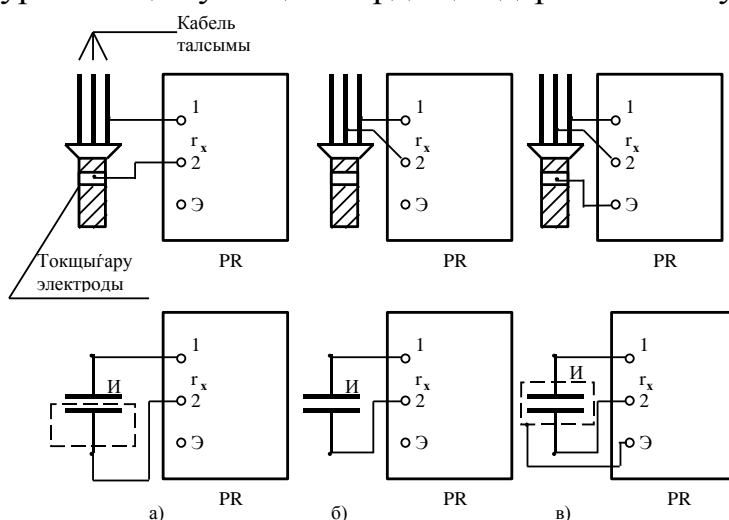 Кабель
талсымы
1
r x
2
Э
PR
1
r x
2
Э
PR
1
r x
2
Э
PR
Токщыѓару
электроды
1
И
r x
2
Э
PR
а)
1
И
r x
2
Э
PR
б)
1
И
r x
2
Э
PR
в)